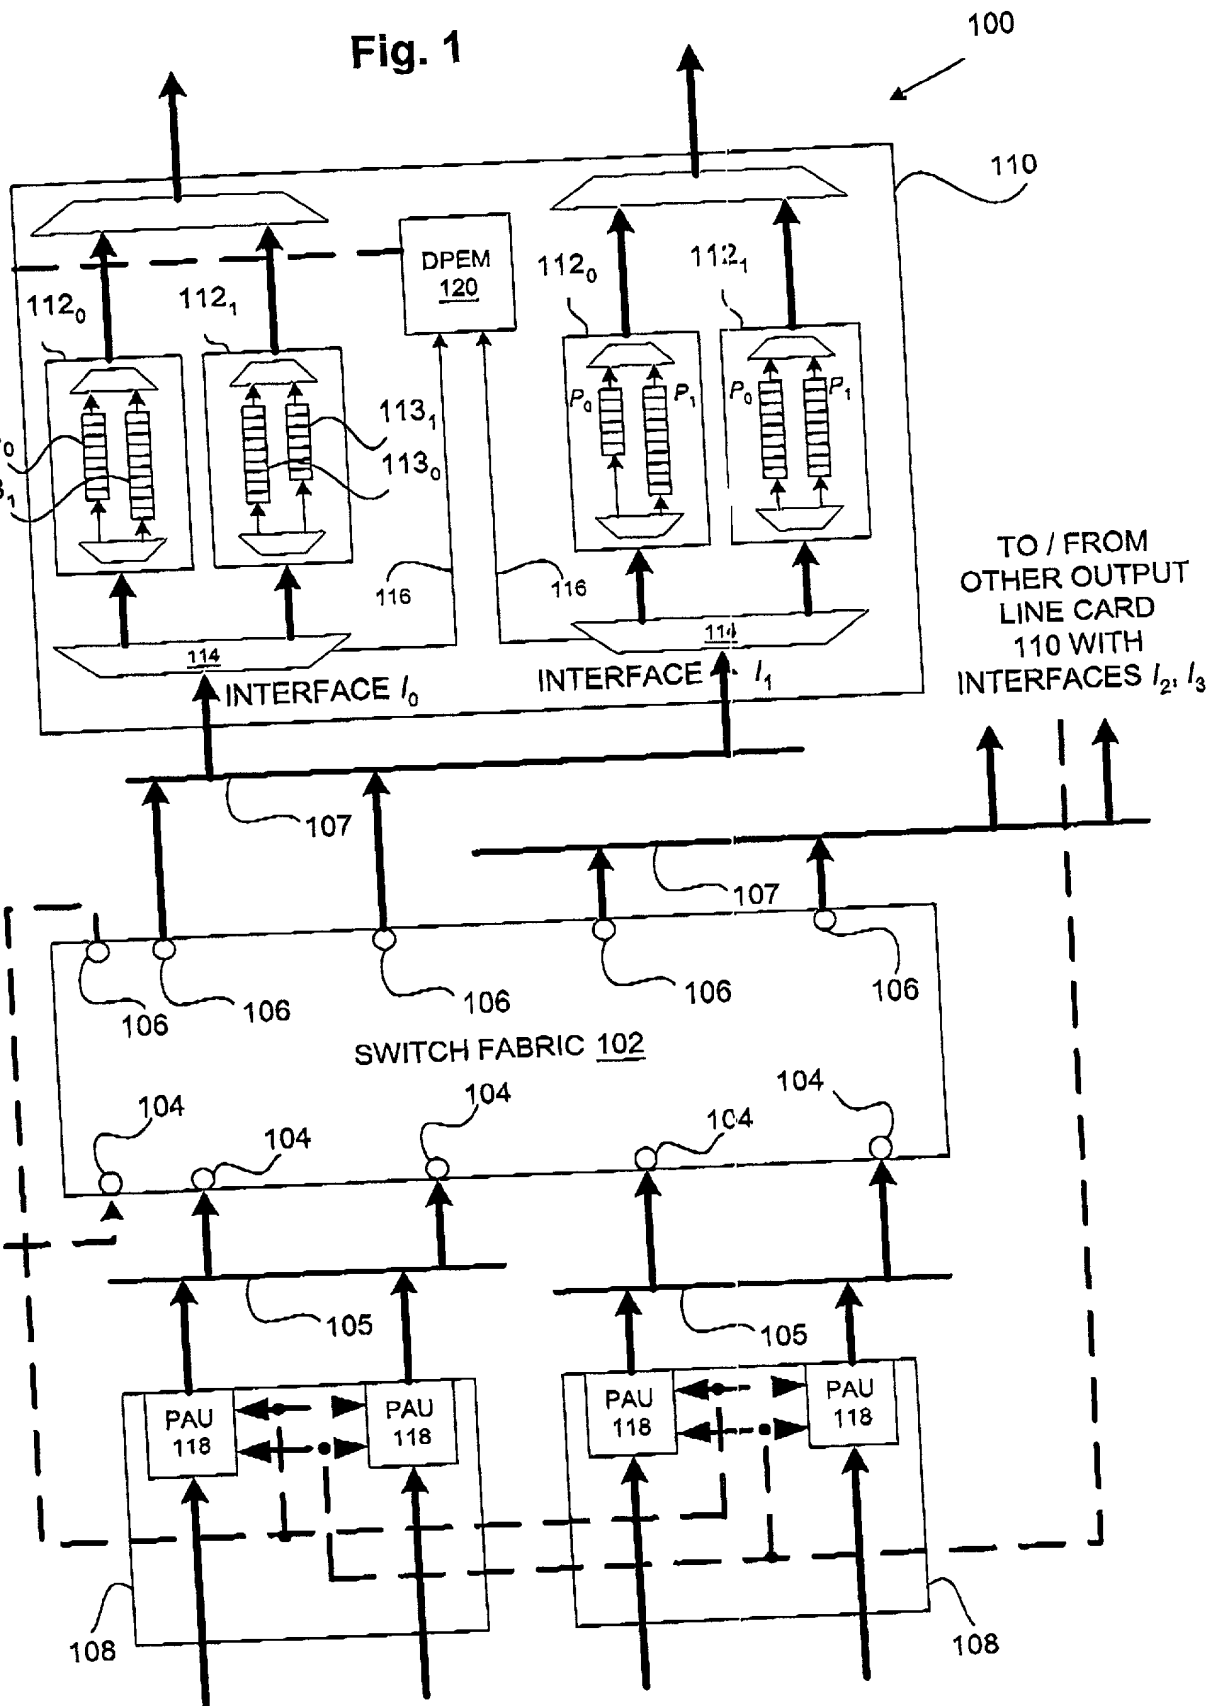 Fig. 1
100
110
DPEM
120
112₀
112₁
112₀
112₁
P₀
P₁
P₀
P₁
113₁
113₀
116
116
114
114
INTERFACE I₀
INTERFACE I₁
TO / FROM
OTHER OUTPUT
LINE CARD
110 WITH
INTERFACES I₂, I₃
107
107
106
106
106
106
106
SWITCH FABRIC 102
104
104
104
104
104
105
105
PAU
118
PAU
118
PAU
118
PAU
118
108
108